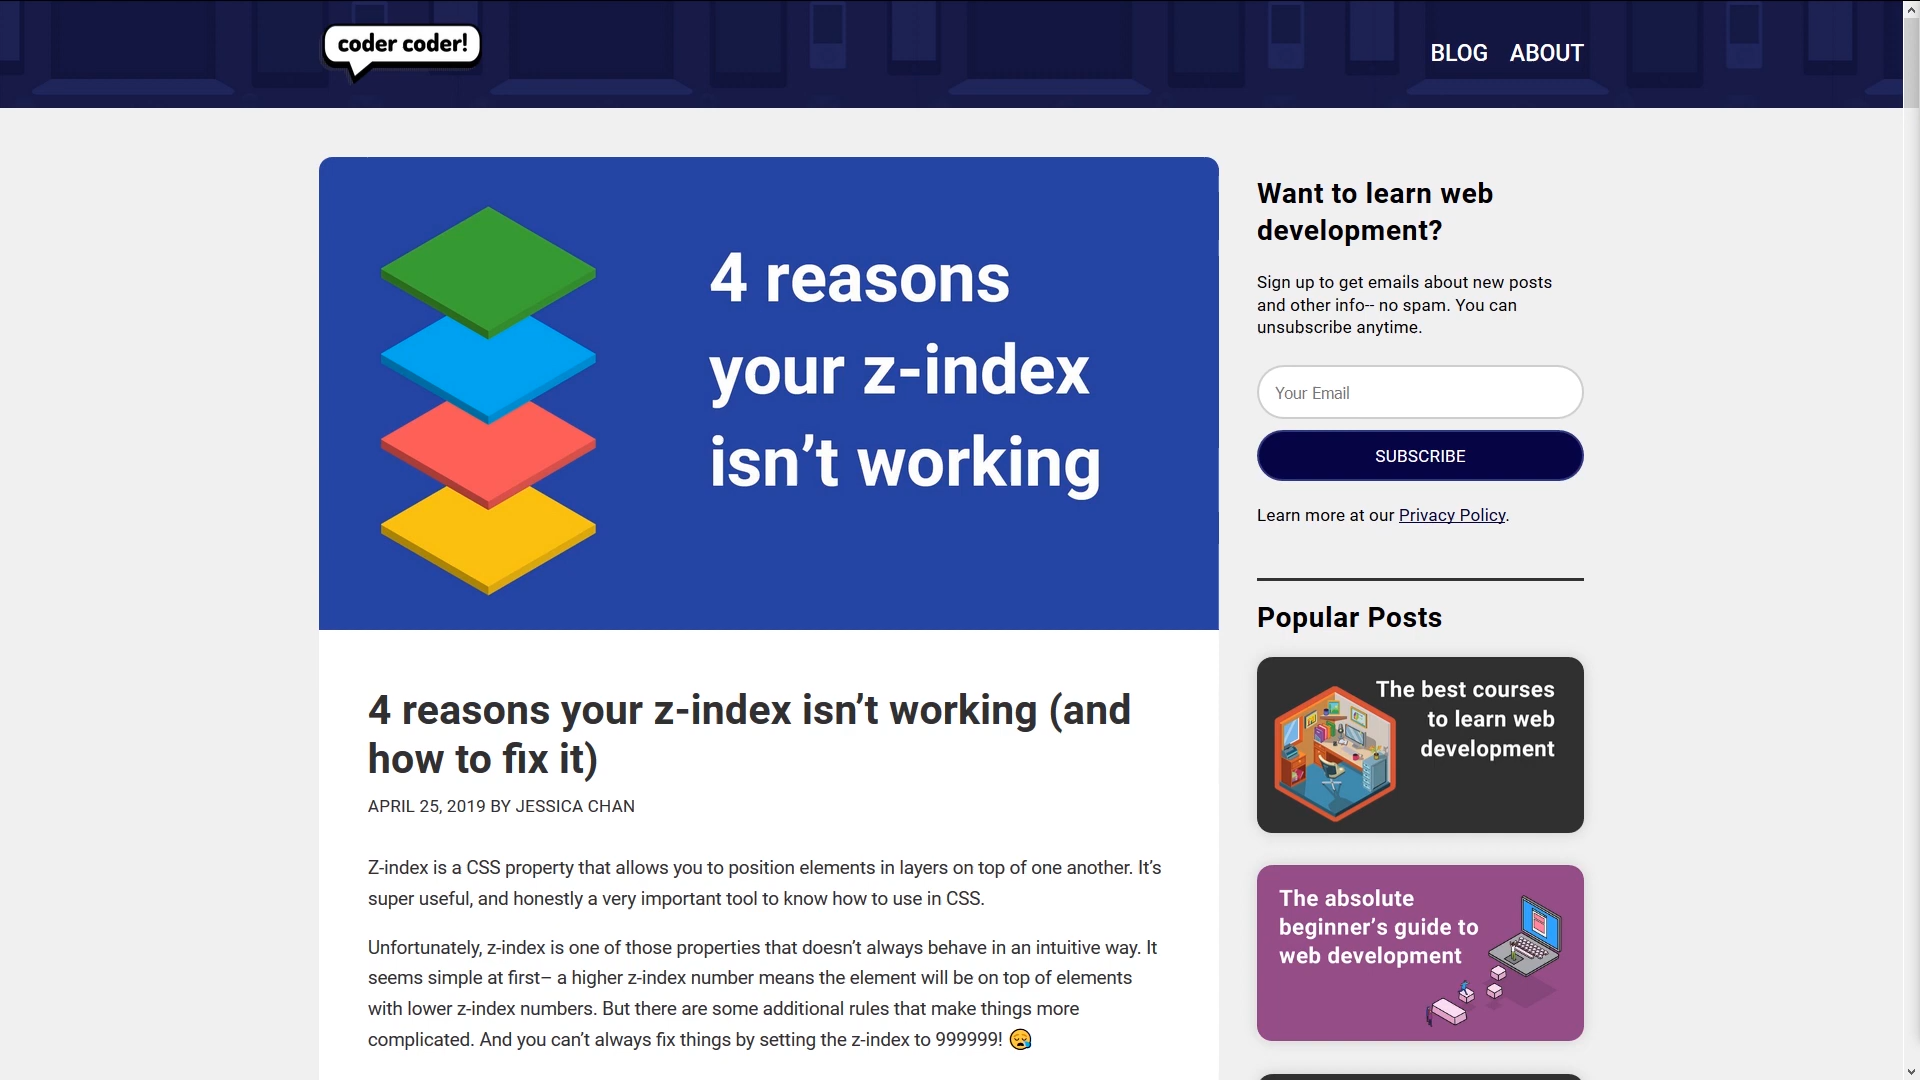 coder coder!
BLOG ABOUT
4 reasons
your z-index
isn’t working
4 reasons your z-index isn’t working (and
how to fix it)
APRIL 25, 2019 BY JESSICA CHAN
Z-index is a CSS property that allows you to position elements in layers on top of one another. It’s
super useful, and honestly a very important tool to know how to use in CSS.
Unfortunately, z-index is one of those properties that doesn’t always behave in an intuitive way. It
seems simple at first– a higher z-index number means the element will be on top of elements
with lower z-index numbers. But there are some additional rules that make things more
complicated. And you can’t always fix things by setting the z-index to 999999! 😪
Want to learn web
development?
Sign up to get emails about new posts
and other info-- no spam. You can
unsubscribe anytime.
Your Email
SUBSCRIBE
Learn more at our Privacy Policy.
Popular Posts
The best courses
to learn web
development
The absolute
beginner’s guide to
web development